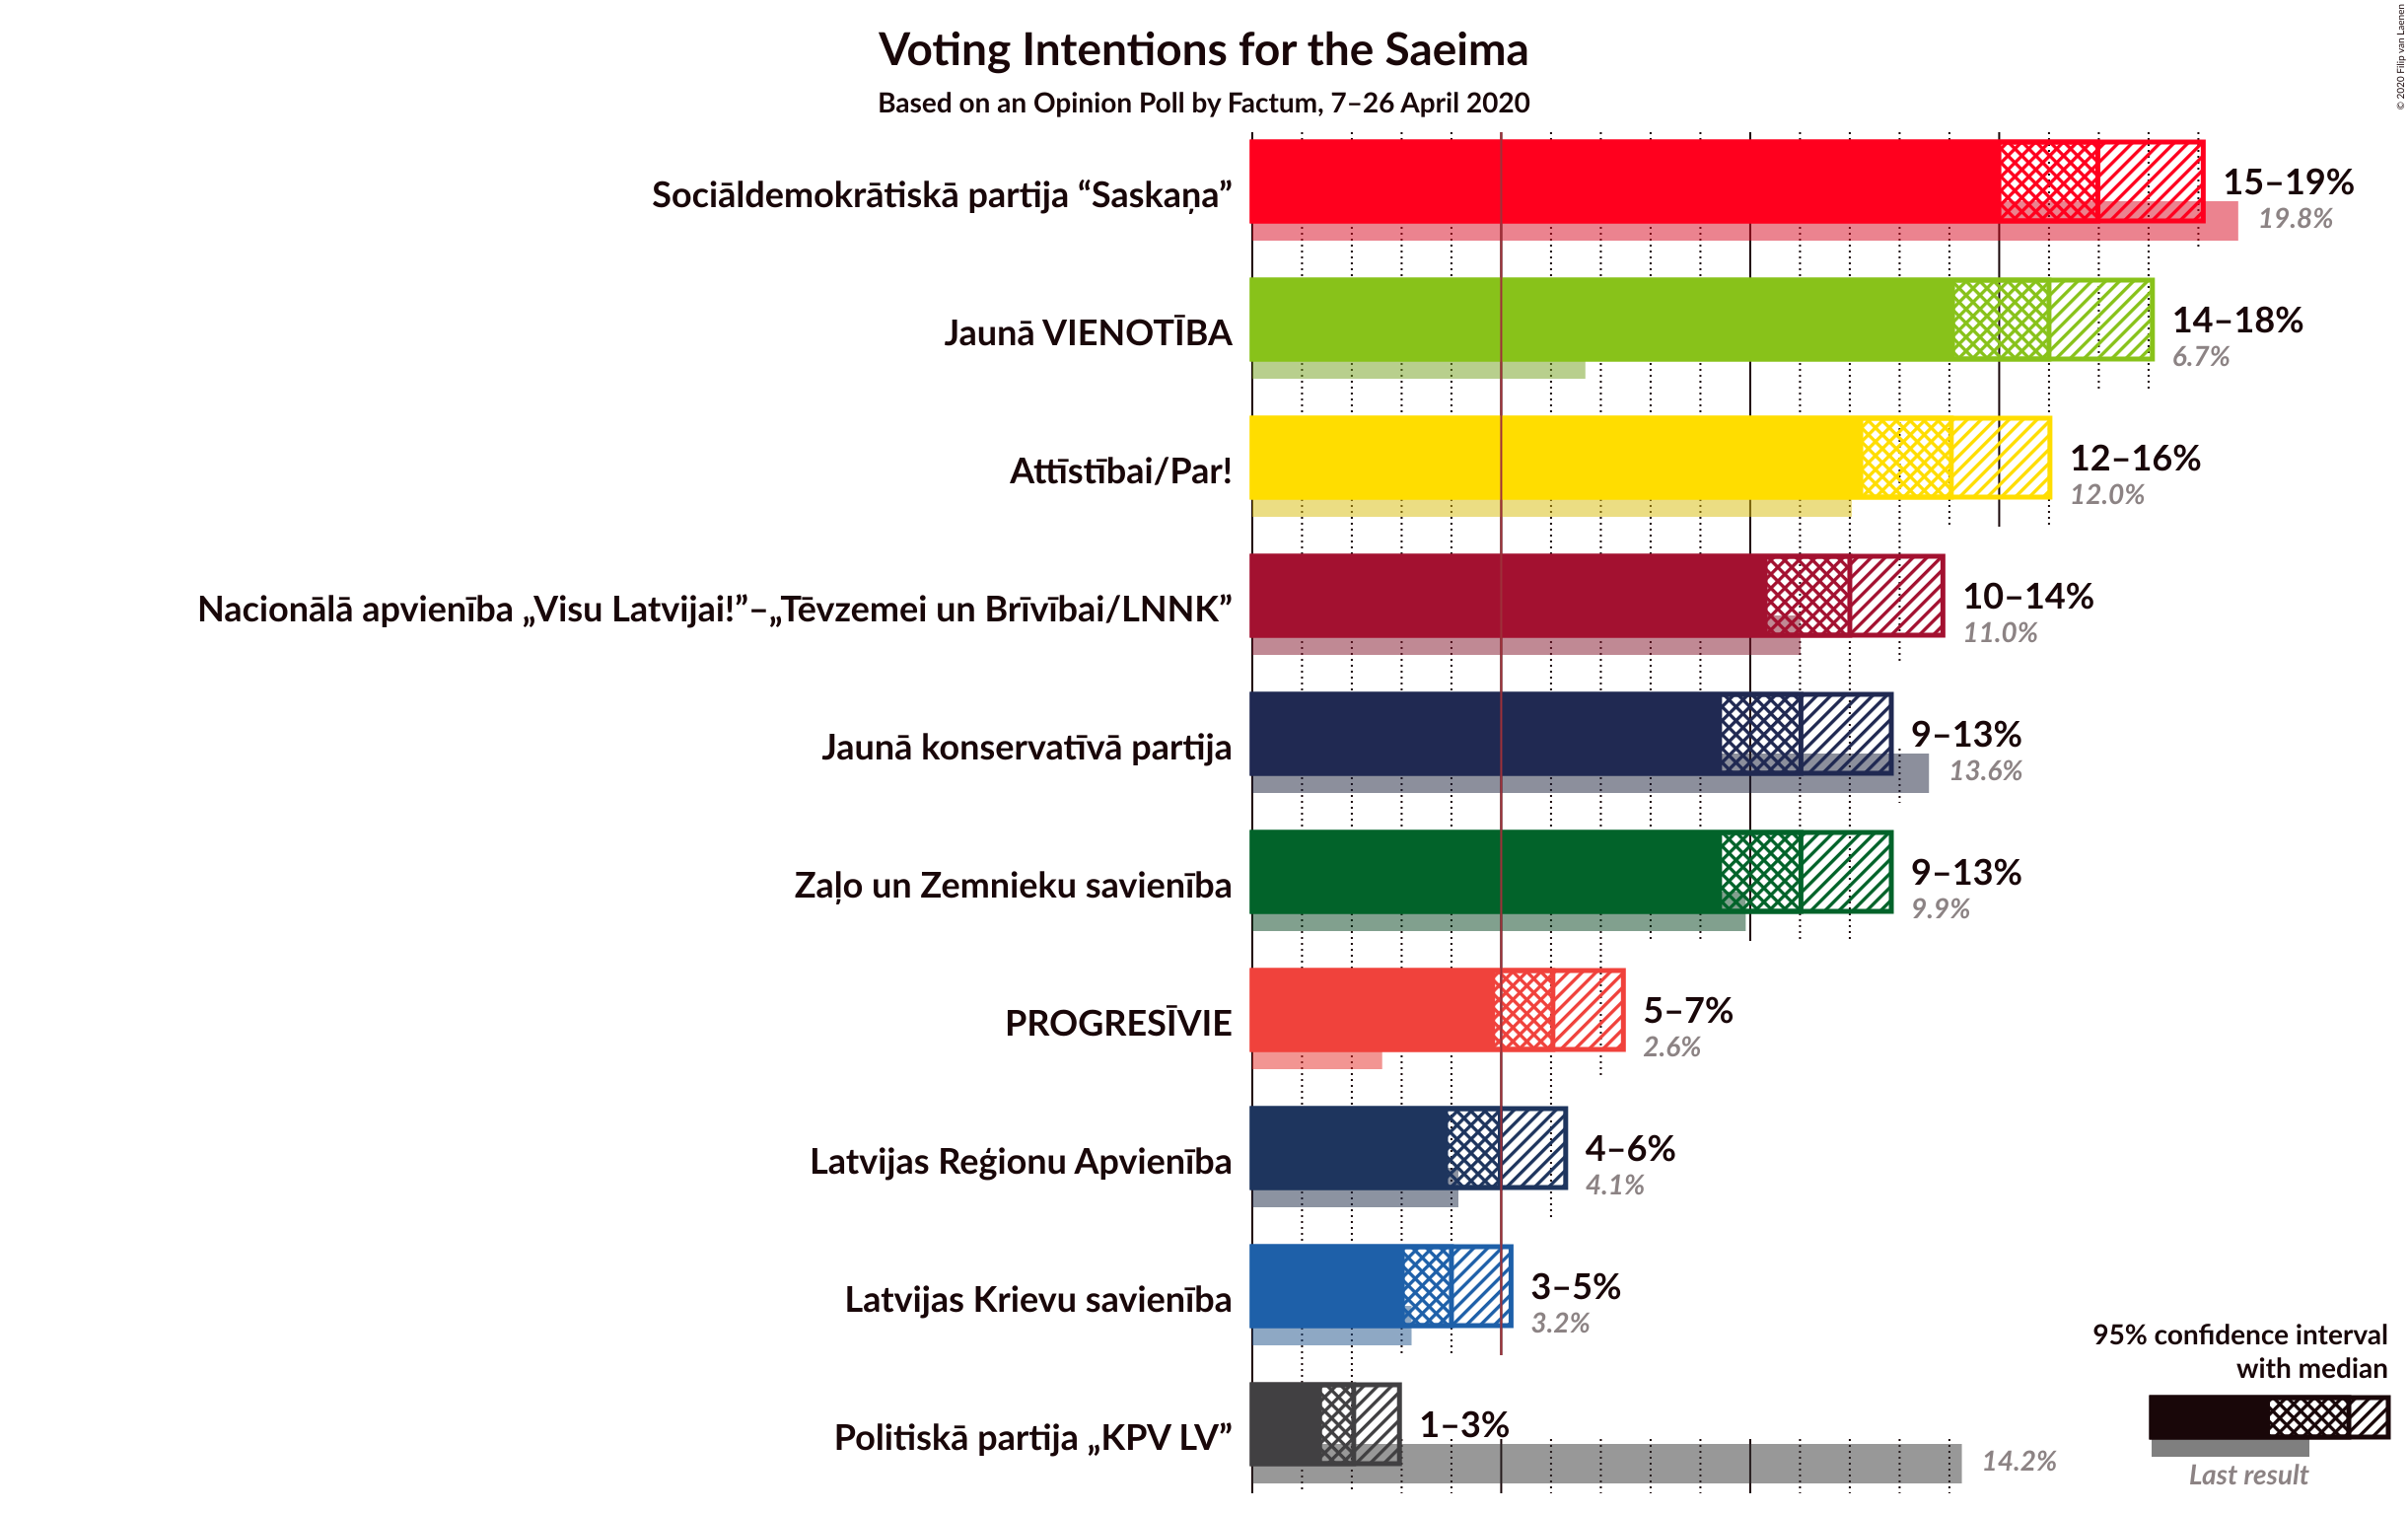 Voting Intentions for the Saeima
Based on an Opinion Poll by Factum, 7–26 April 2020
© 2020 Filip van Laenen
Sociāldemokrātiskā partija “Saskaņa”
15–19%
19.8%
Jaunā VIENOTĪBA
14–18%
6.7%
Attīstībai/Par!
12–16%
12.0%
Nacionālā apvienība „Visu Latvijai!”–„Tēvzemei un Brīvībai/LNNK”
10–14%
11.0%
Jaunā konservatīvā partija
9–13%
13.6%
Zaļo un Zemnieku savienība
9–13%
9.9%
PROGRESĪVIE
5–7%
2.6%
Latvijas Reģionu Apvienība
4–6%
4.1%
Latvijas Krievu savienība
3–5%
3.2%
Politiskā partija „KPV LV”
1–3%
14.2%
95% confidence interval
with median
Last result